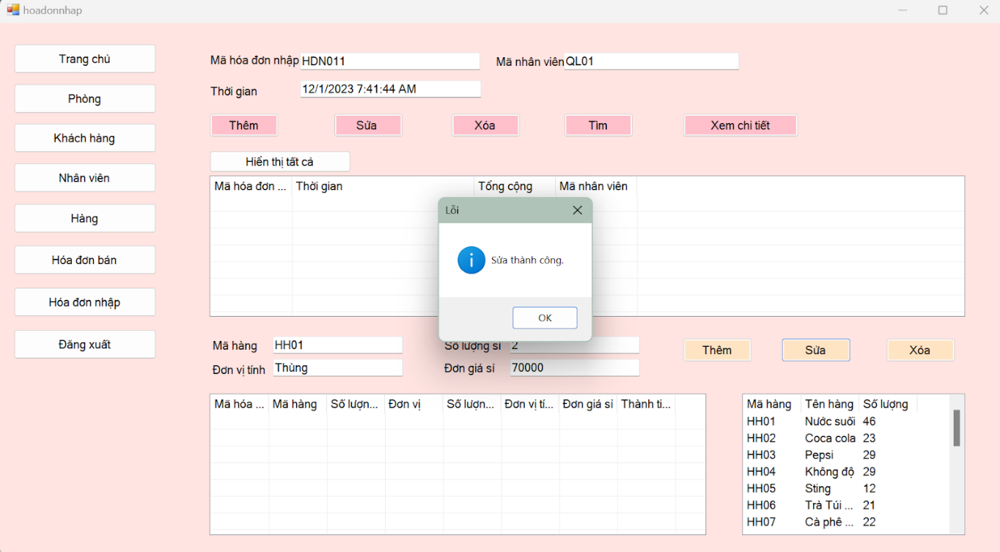 hoadonnhap
Trang chủ
Phòng
Khách hàng
Nhân viên
Hàng
Hóa đơn bán
Hóa đơn nhập
Đăng xuất
Mã hóa đơn nhập HDN011 Mã nhân viên QL01
Thời gian 12/1/2023 7:41:44 AM
Thêm Sửa Xóa Tìm Xem chi tiết
Hiển thị tất cả
Mã hóa đơn ... Thời gian Tổng cộng Mã nhân viên
Lỗi
Sửa thành công.
OK
Mã hàng HH01 Số lượng sỉ 2
Thêm Sửa Xóa
Đơn vị tính Thùng Đơn giá sỉ 70000
Mã hóa ... Mã hàng Số lượn... Đơn vị Số lượn... Đơn vị tí... Đơn giá sỉ Thành ti...
Mã hàng Tên hàng Số lượng
HH01 Nước suối 46
HH02 Coca cola 23
HH03 Pepsi 29
HH04 Không độ 29
HH05 Sting 12
HH06 Trà Túi ... 21
HH07 Cà phê ... 22